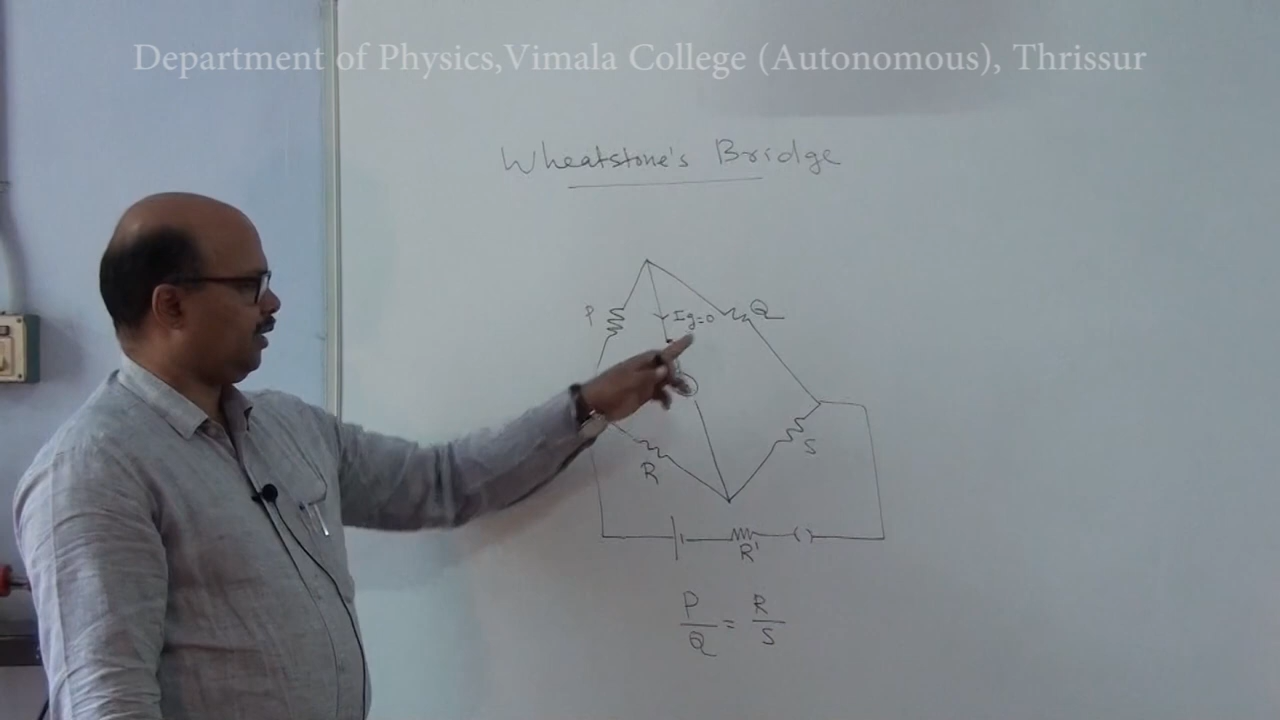 Department of Physics,Vimala College (Autonomous), Thrissur
Wheatstone's Bridge
P
Ig=0
Q
R
S
R'
P/Q = R/S